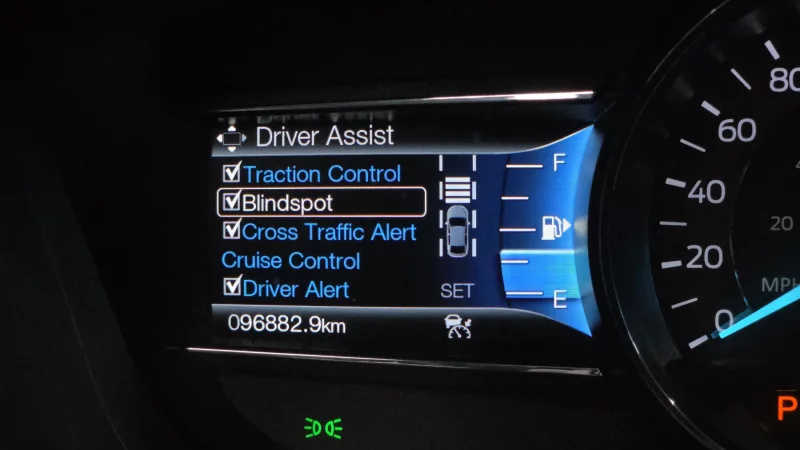 Driver Assist
Traction Control
Blindspot
Cross Traffic Alert
Cruise Control
Driver Alert
SET
096882.9km
F
E
80
60
40
20
0
20
MPH
P